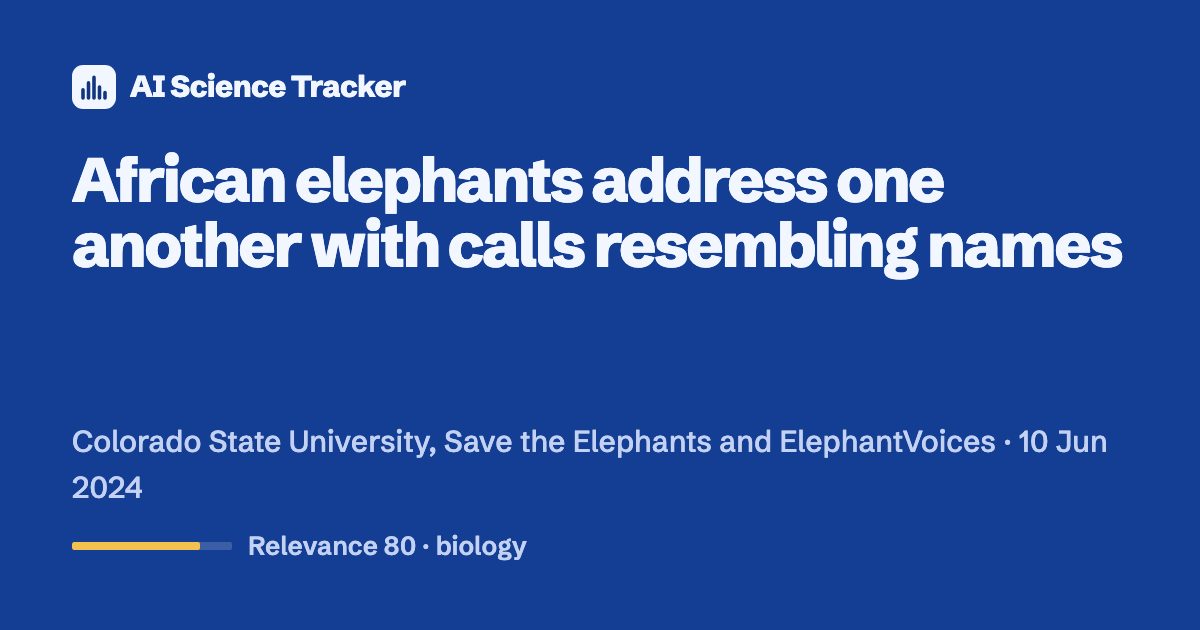 AI Science Tracker
African elephants address one
another with calls resembling names
Colorado State University, Save the Elephants and ElephantVoices · 10 Jun
2024
Relevance 80 · biology